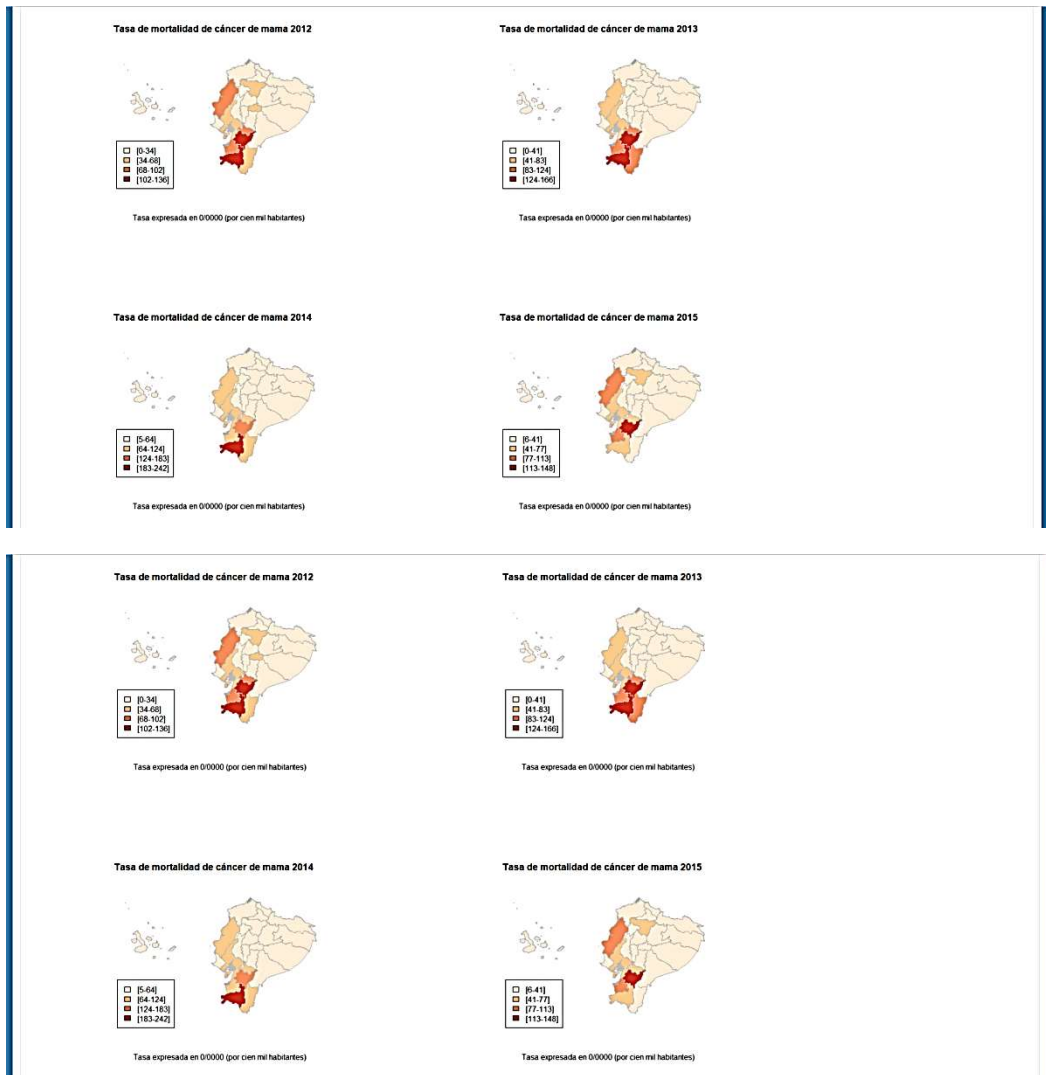 Tasa de mortalidad de cáncer de mama 2012
[0-34]
[34-68]
[68-102]
[102-136]
Tasa expresada en 0/0000 (por cien mil habitantes)
Tasa de mortalidad de cáncer de mama 2013
[0-41]
[41-83]
[83-124]
[124-166]
Tasa expresada en 0/0000 (por cien mil habitantes)
Tasa de mortalidad de cáncer de mama 2014
[5-64]
[64-124]
[124-183]
[183-242]
Tasa expresada en 0/0000 (por cien mil habitantes)
Tasa de mortalidad de cáncer de mama 2015
[6-41]
[41-77]
[77-113]
[113-148]
Tasa expresada en 0/0000 (por cien mil habitantes)
Tasa de mortalidad de cáncer de mama 2012
[0-34]
[34-68]
[68-102]
[102-136]
Tasa expresada en 0/0000 (por cien mil habitantes)
Tasa de mortalidad de cáncer de mama 2013
[0-41]
[41-83]
[83-124]
[124-166]
Tasa expresada en 0/0000 (por cien mil habitantes)
Tasa de mortalidad de cáncer de mama 2014
[5-64]
[64-124]
[124-183]
[183-242]
Tasa expresada en 0/0000 (por cien mil habitantes)
Tasa de mortalidad de cáncer de mama 2015
[6-41]
[41-77]
[77-113]
[113-148]
Tasa expresada en 0/0000 (por cien mil habitantes)